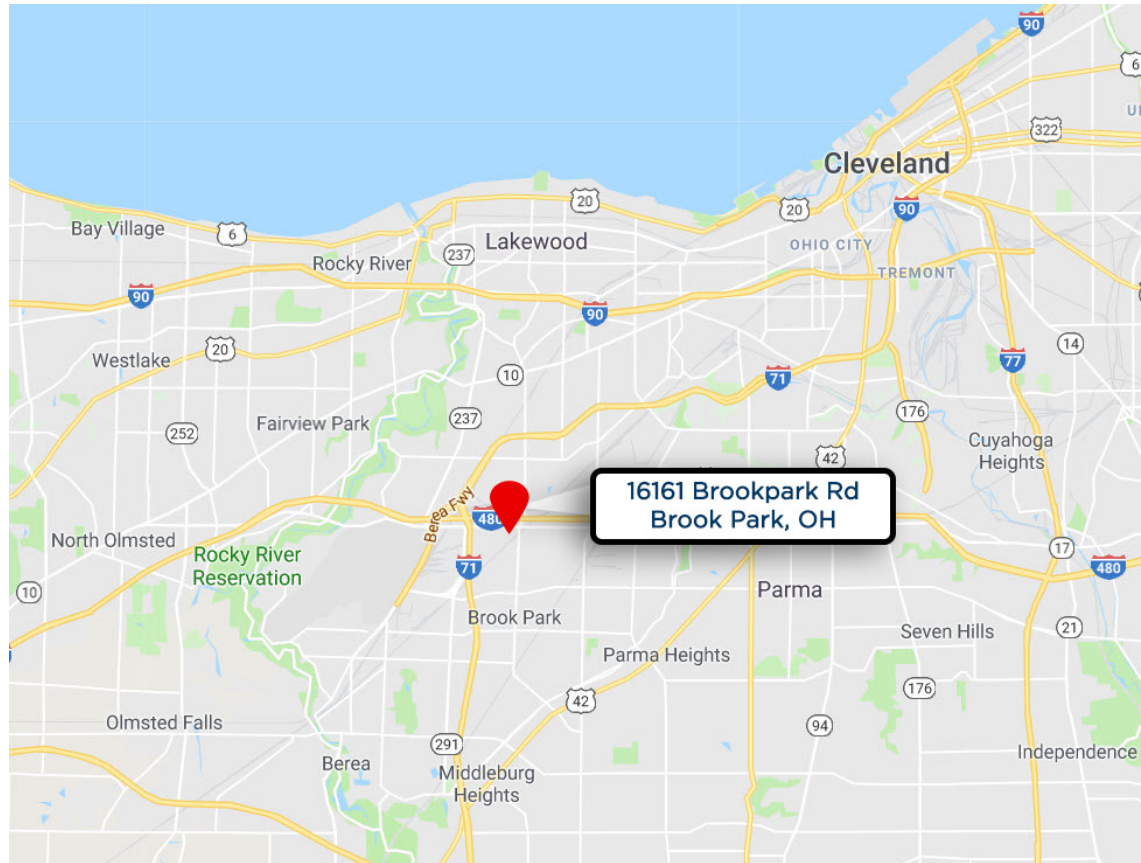 90
6
UN
322
Cleveland
20
20
90
Bay Village
6
Lakewood
OHIO CITY
237
Rocky River
TREMONT
90
90
14
20
Westlake
77
10
71
237
176
Fairview Park
252
42
Cuyahoga
Heights
16161 Brookpark Rd
Brook Park, OH
Berea Fwy
480
North Olmsted
17
Rocky River
Reservation
71
480
10
Parma
Brook Park
21
Seven Hills
Parma Heights
176
42
Olmsted Falls
94
291
Independence
Berea
Middleburg
Heights